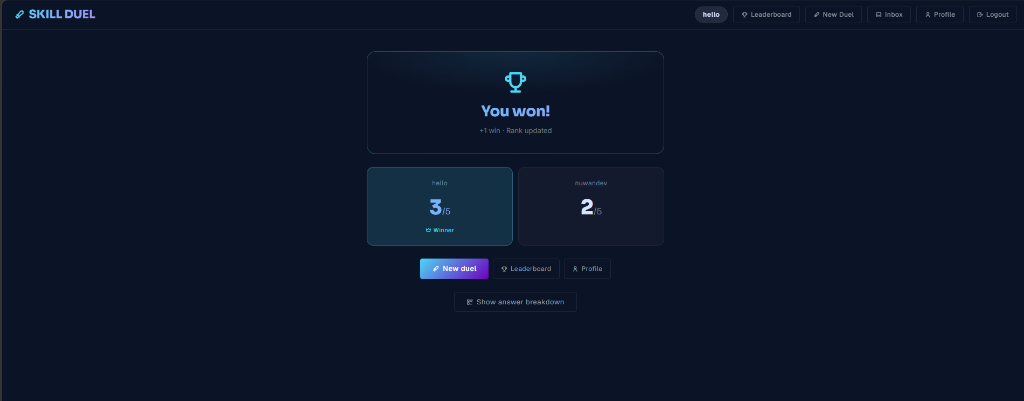 SKILL DUEL
hello
Leaderboard
New Duel
Inbox
Profile
Logout
You won!
+1 win · Rank updated
hello
3/5
Winner
nuwandev
2/5
New duel
Leaderboard
Profile
Show answer breakdown